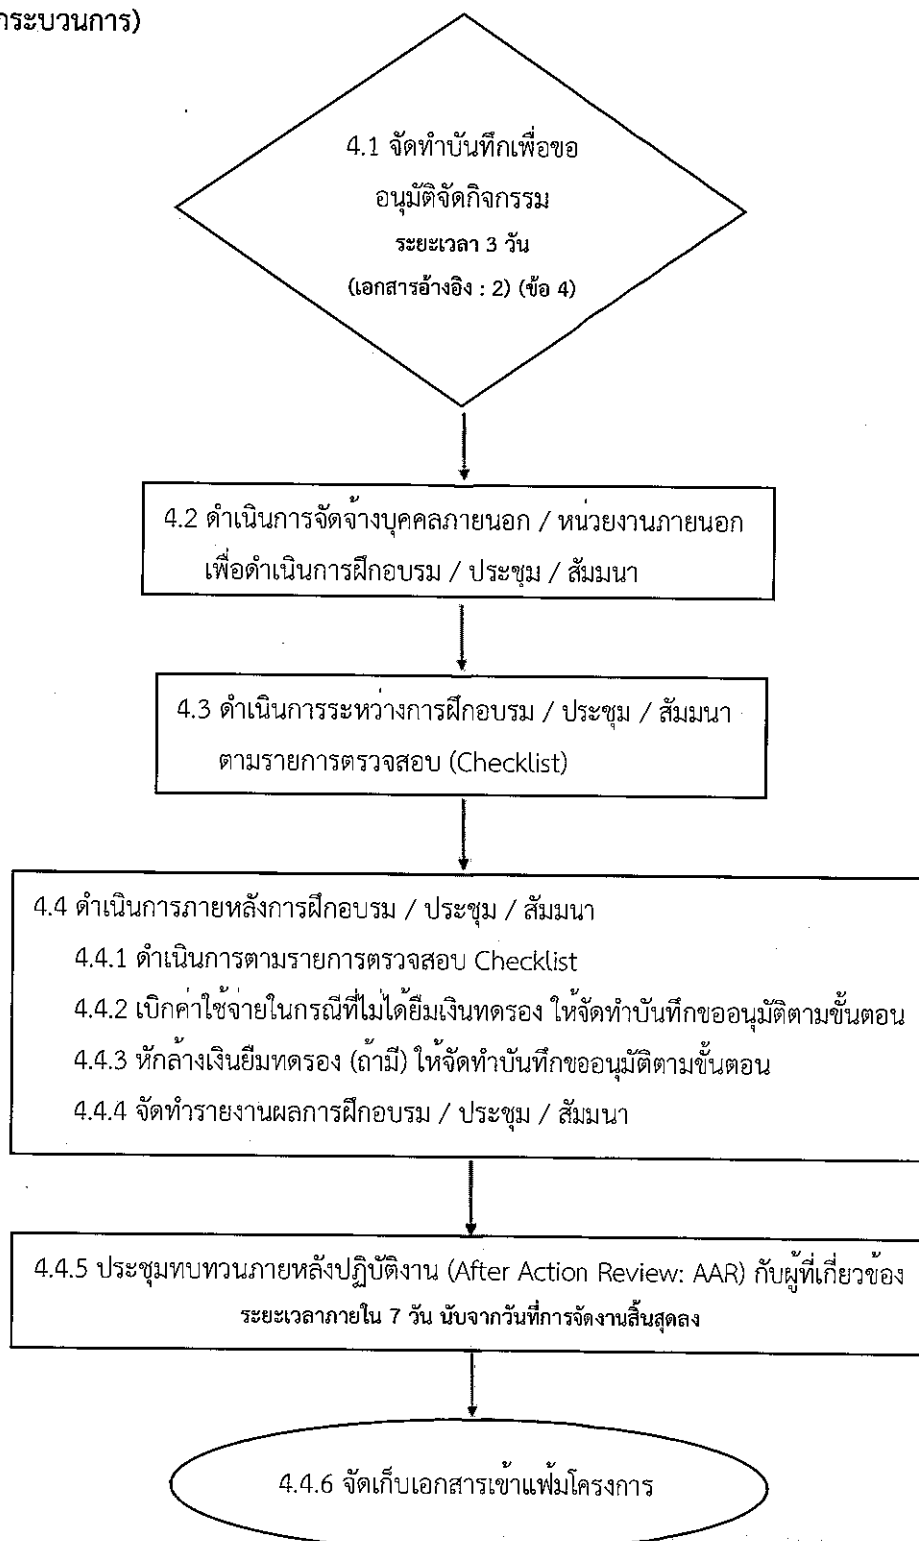 กระบวนการ)
4.1 จัดทำบันทึกเพื่อขอ
อนุมัติจัดกิจกรรม
ระยะเวลา 3 วัน
(เอกสารอ้างอิง : 2) (ข้อ 4)
4.2 ดำเนินการจัดจ้างบุคคลภายนอก / หน่วยงานภายนอก
เพื่อดำเนินการฝึกอบรม / ประชุม / สัมมนา
4.3 ดำเนินการระหว่างการฝึกอบรม / ประชุม / สัมมนา
ตามรายการตรวจสอบ (Checklist)
4.4 ดำเนินการภายหลังการฝึกอบรม / ประชุม / สัมมนา
4.4.1 ดำเนินการตามรายการตรวจสอบ Checklist
4.4.2 เบิกค่าใช้จ่ายในกรณีที่ไม่ได้ยืมเงินทดรอง ให้จัดทำบันทึกขออนุมัติตามขั้นตอน
4.4.3 หักล้างเงินยืมทดรอง (ถ้ามี) ให้จัดทำบันทึกขออนุมัติตามขั้นตอน
4.4.4 จัดทำรายงานผลการฝึกอบรม / ประชุม / สัมมนา
4.4.5 ประชุมทบทวนภายหลังปฏิบัติงาน (After Action Review: AAR) กับผู้ที่เกี่ยวข้อง
ระยะเวลาภายใน 7 วัน นับจากวันที่การจัดงานสิ้นสุดลง
4.4.6 จัดเก็บเอกสารเข้าแฟ้มโครงการ